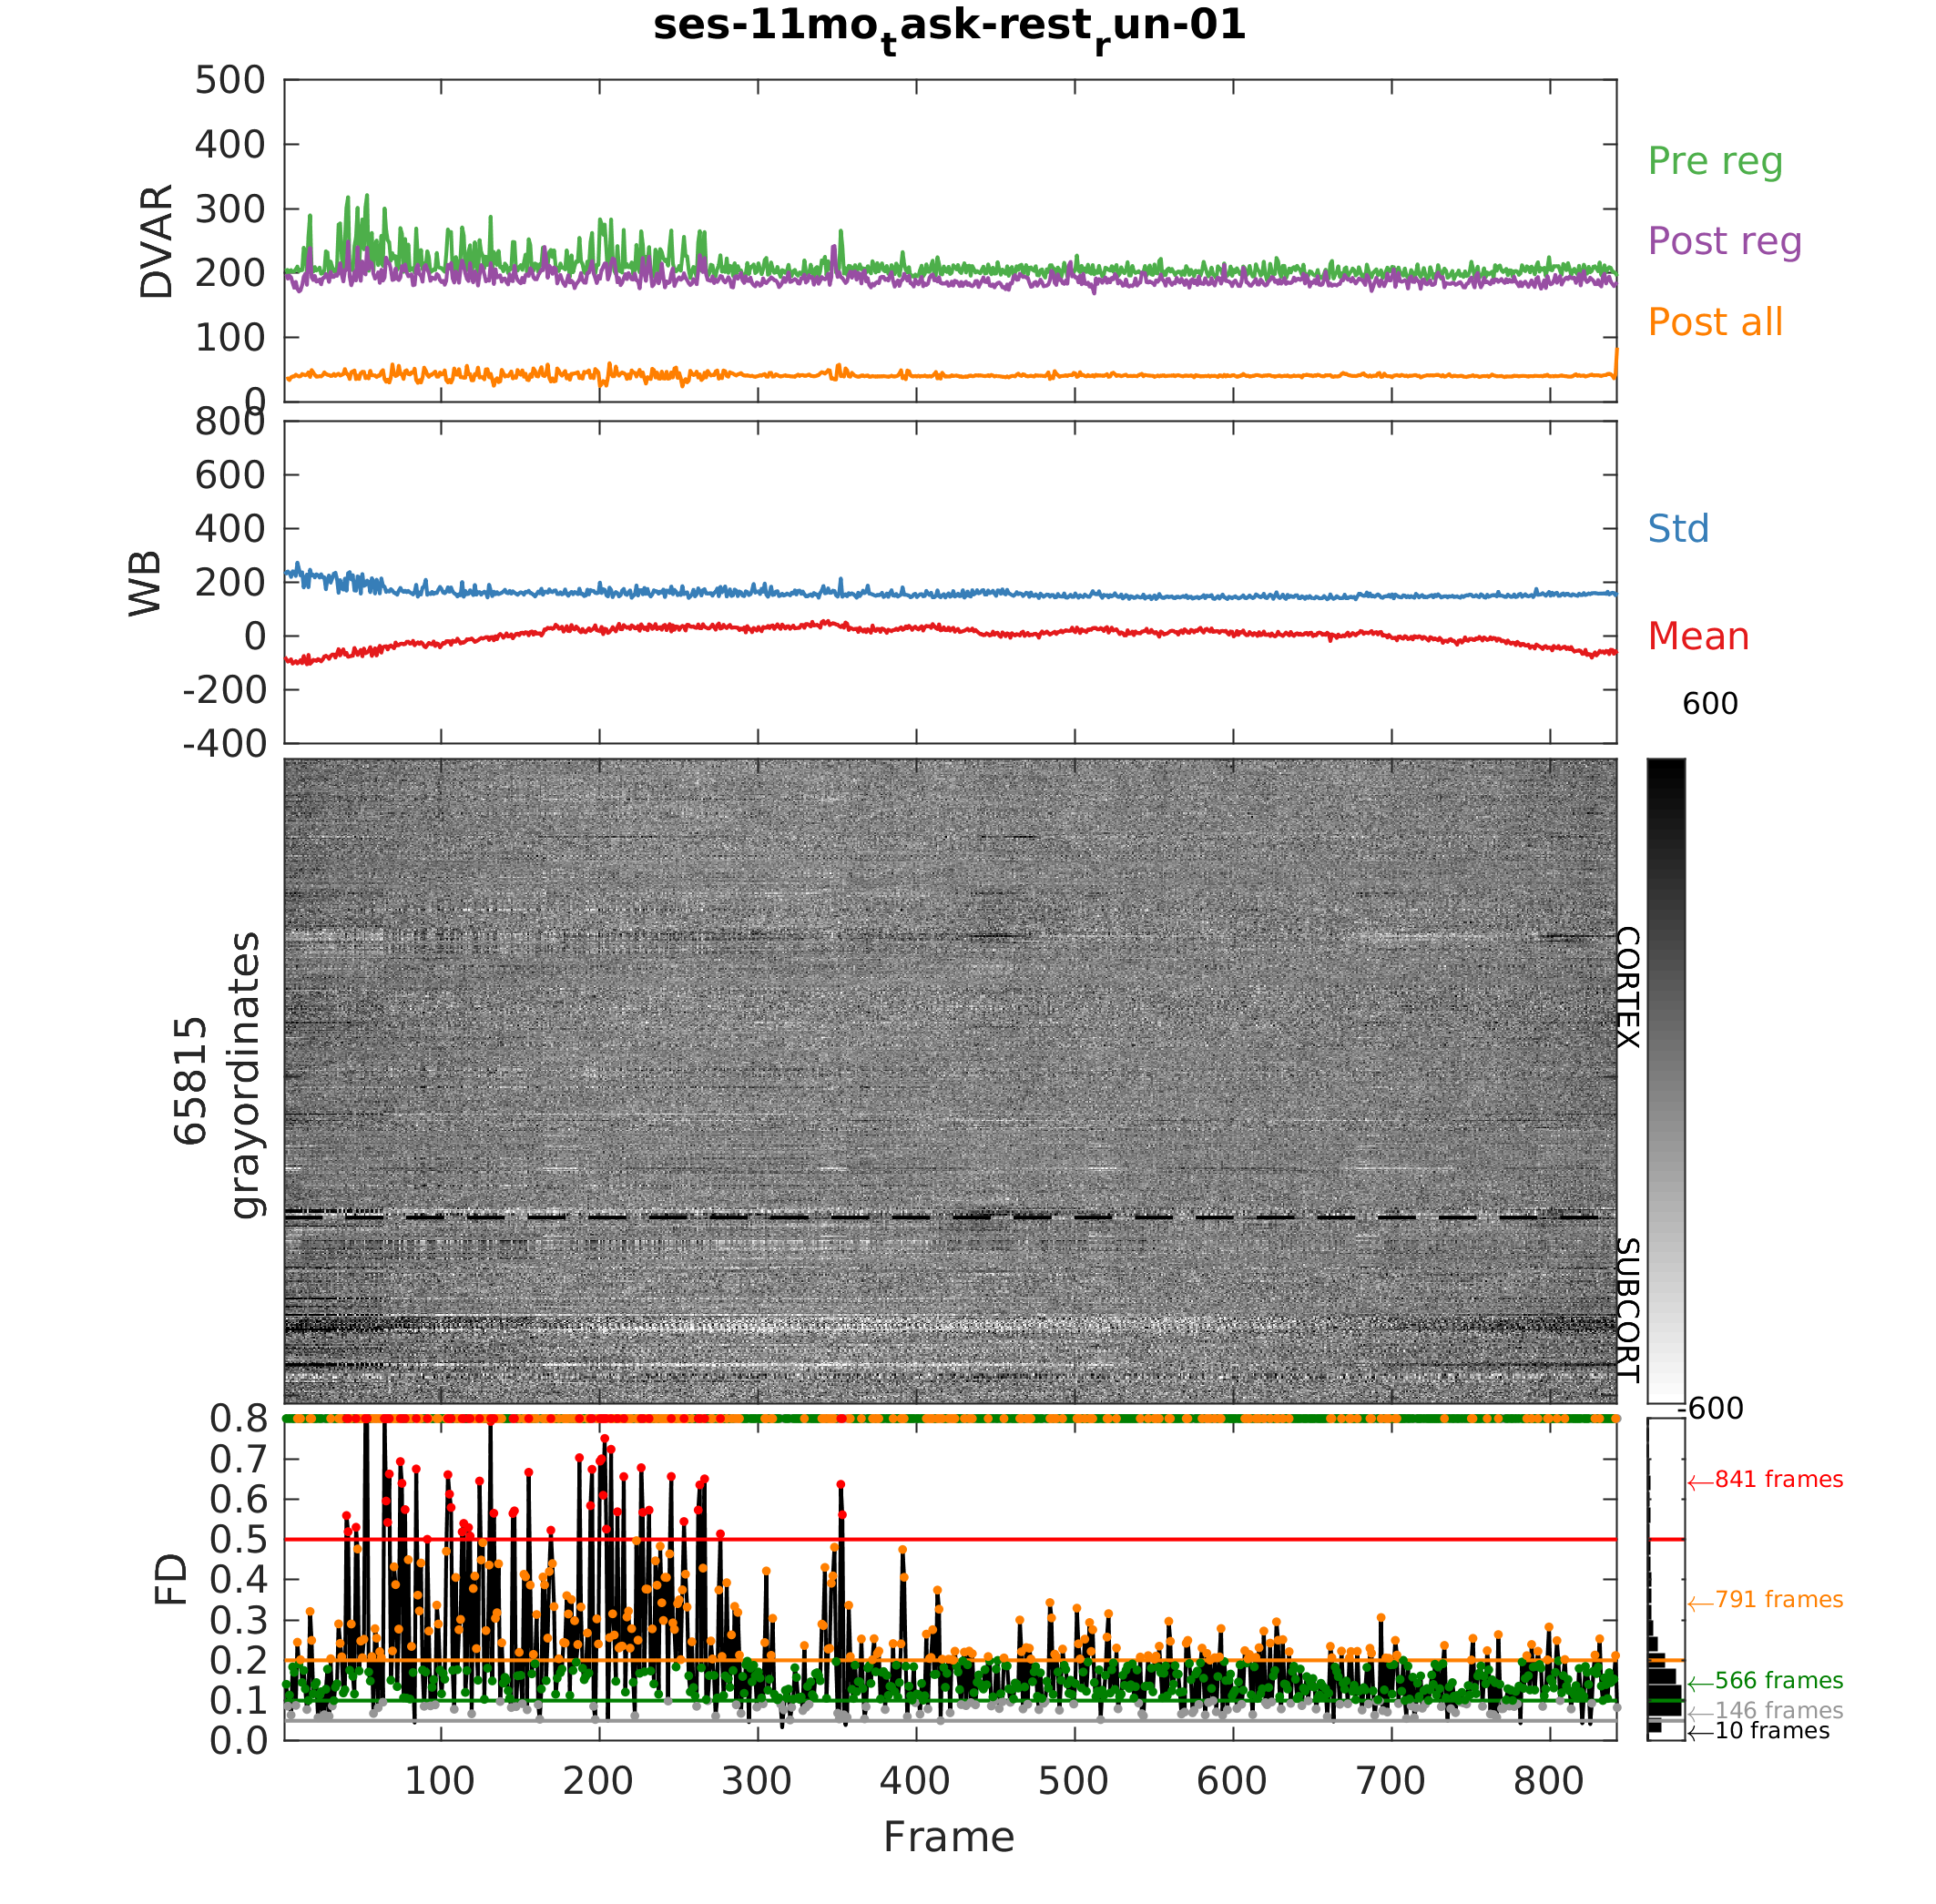 ses-11mo_task-rest_run-01
500
400
300
200
100
0
DVAR
Pre reg
Post reg
Post all
800
600
400
200
0
-200
-400
WB
Std
Mean
600
65815
grayordinates
CORTEX
SUBCORT
-600
0.8
0.7
0.6
0.5
0.4
0.3
0.2
0.1
0.0
FD
←841 frames
←791 frames
←566 frames
←146 frames
←10 frames
100 200 300 400 500 600 700 800
Frame